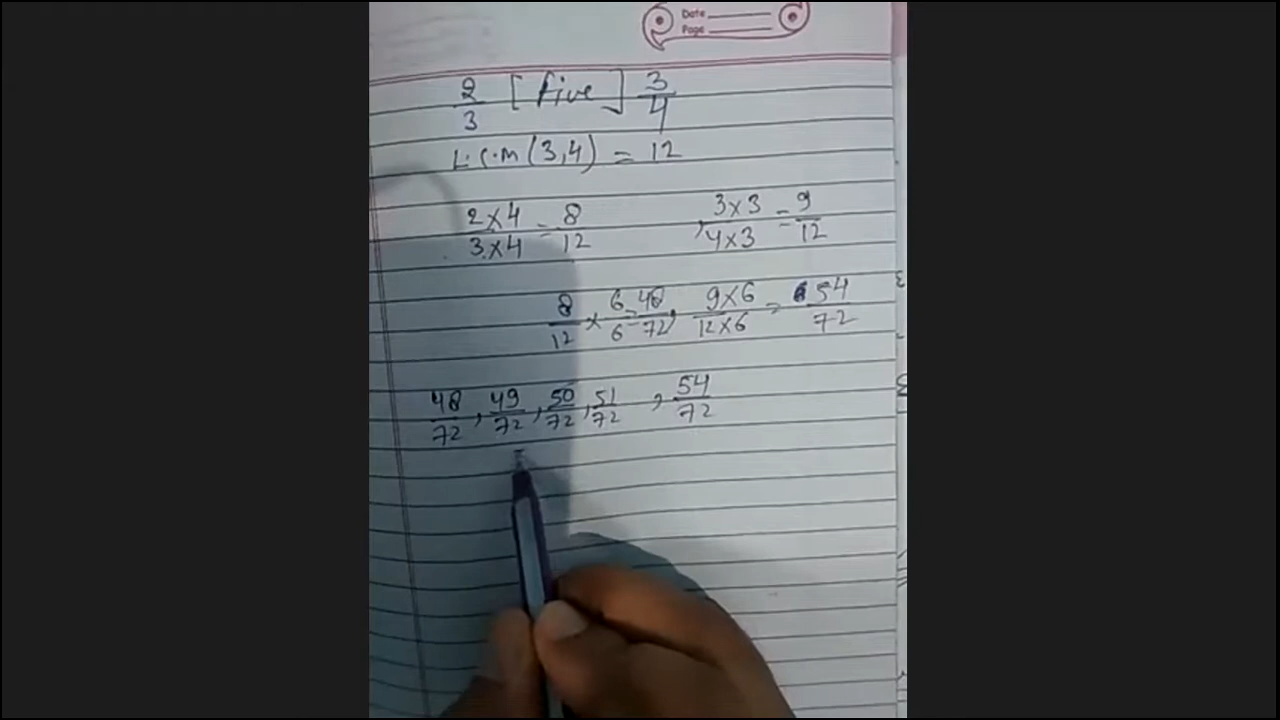 Date
Page
2/3 [five] 3/4
L.C.M (3,4) = 12
2×4/3×4 = 8/12 , 3×3/4×3 = 9/12
8/12 × 6/6 = 48/72, 9×6/12×6 = 54/72
48/72, 49/72, 50/72, 51/72 , 54/72